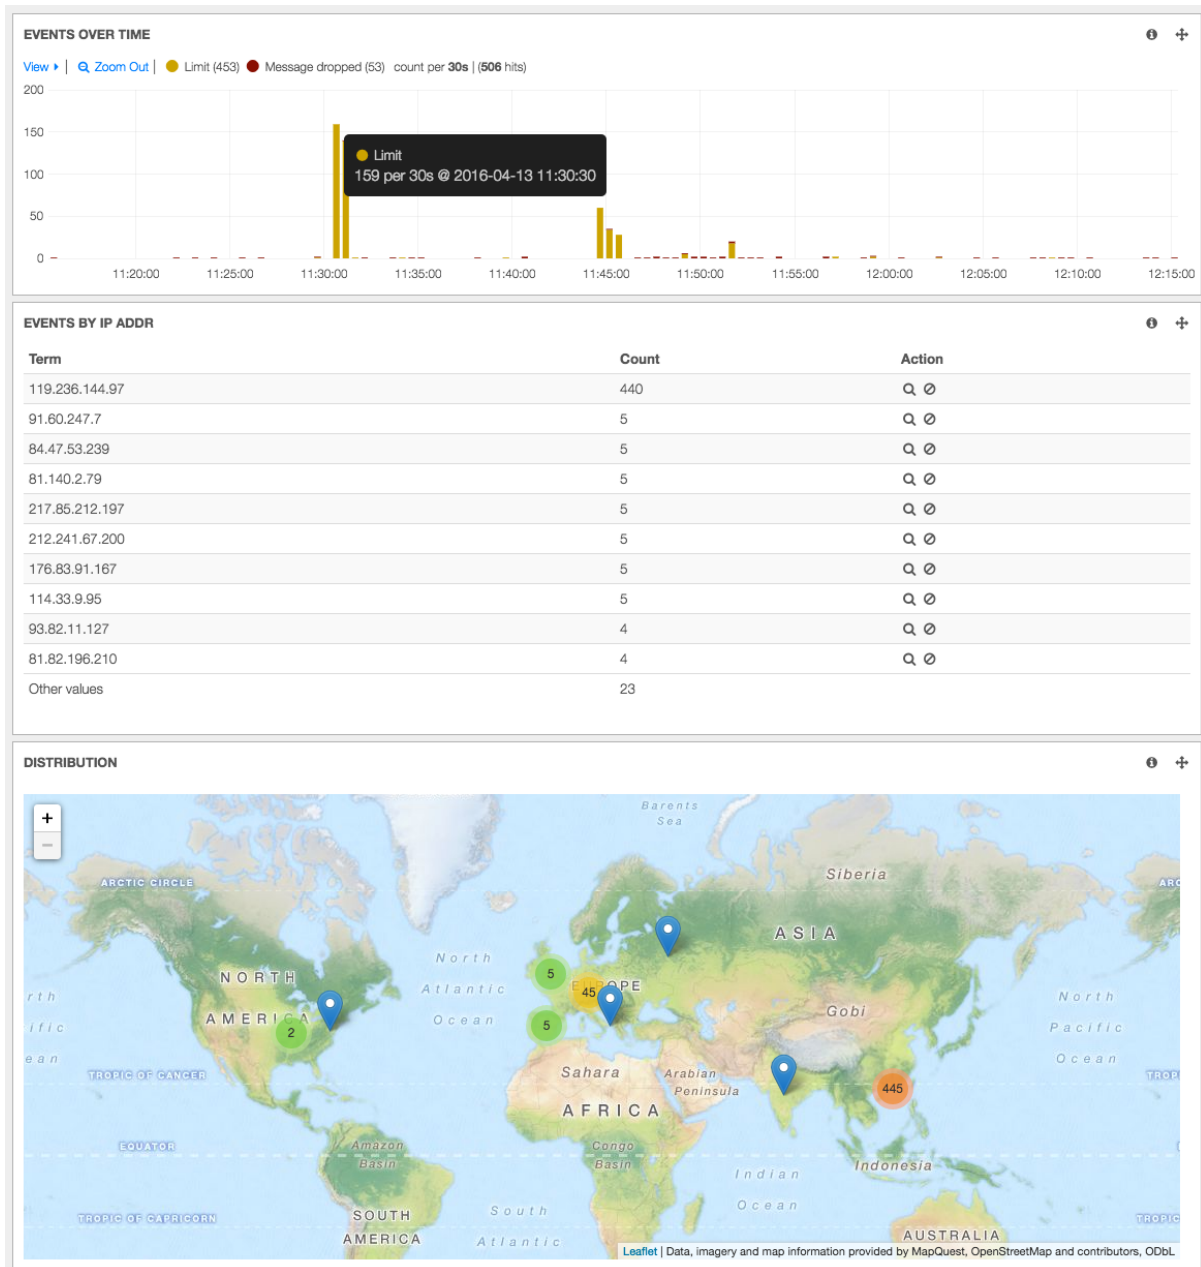 EVENTS OVER TIME
View | Zoom Out | Limit (453) Message dropped (53) count per 30s | (506 hits)
200
150
100
50
0
Limit
159 per 30s @ 2016-04-13 11:30:30
11:20:00 11:25:00 11:30:00 11:35:00 11:40:00 11:45:00 11:50:00 11:55:00 12:00:00 12:05:00 12:10:00 12:15:00
EVENTS BY IP ADDR
Term Count Action
119.236.144.97 440
91.60.247.7 5
84.47.53.239 5
81.140.2.79 5
217.85.212.197 5
212.241.67.200 5
176.83.91.167 5
114.33.9.95 5
93.82.11.127 4
81.82.196.210 4
Other values 23
DISTRIBUTION
+
−
Barents
Sea
ARCTIC CIRCLE
Siberia
ARC
ASIA
North
Atlantic
Ocean
NORTH
AMERICA
5
45
5
2
rth
ific
ean
Gobi
North
Pacific
Ocean
TROPIC OF CANCER
Sahara
Arabian
Peninsula
TROP
445
AFRICA
EQUATOR
Amazon
Basin
Congo
Basin
Indian
Ocean
Indonesia
TROPIC OF CAPRICORN
SOUTH
AMERICA
South
Atlantic
TROPIC
AUSTRALIA
Leaflet | Data, imagery and map information provided by MapQuest, OpenStreetMap and contributors, ODbL